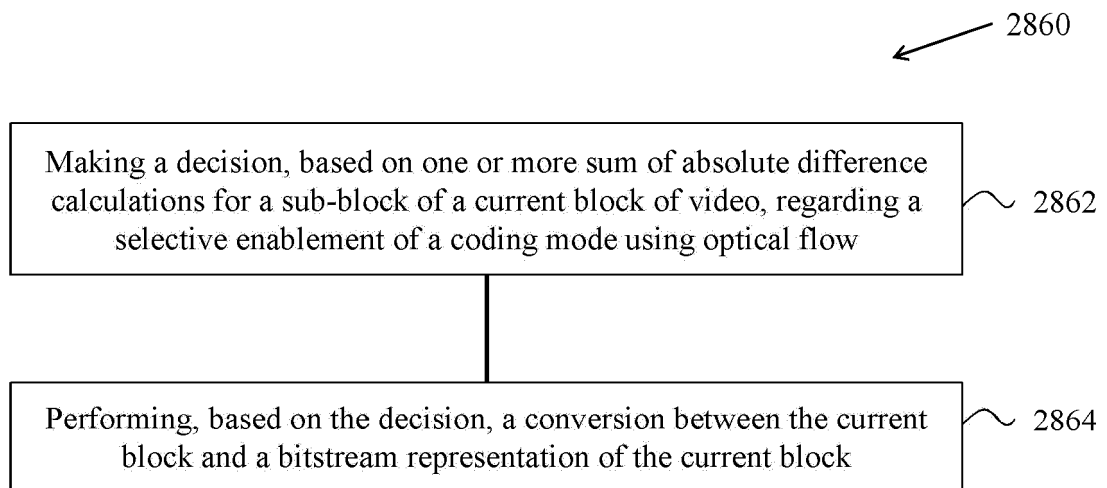 2860
Making a decision, based on one or more sum of absolute difference
calculations for a sub-block of a current block of video, regarding a
selective enablement of a coding mode using optical flow
2862
Performing, based on the decision, a conversion between the current
block and a bitstream representation of the current block
2864